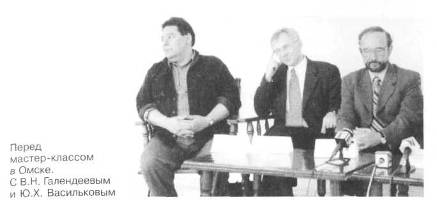 Перед
мастер-классом
в Омске.
С В.Н. Галендеевым
и Ю.Х. Васильковым